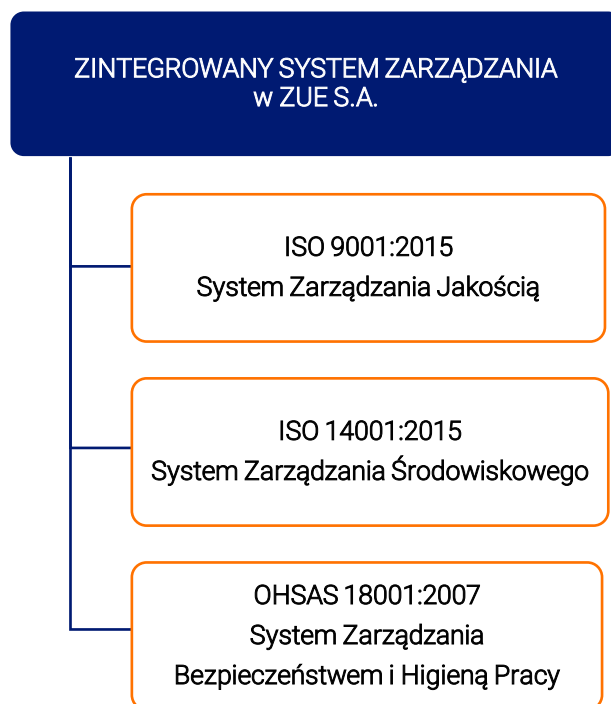 ZINTEGROWANY SYSTEM ZARZĄDZANIA
w ZUE S.A.
ISO 9001:2015
System Zarządzania Jakością
ISO 14001:2015
System Zarządzania Środowiskowego
OHSAS 18001:2007
System Zarządzania
Bezpieczeństwem i Higieną Pracy